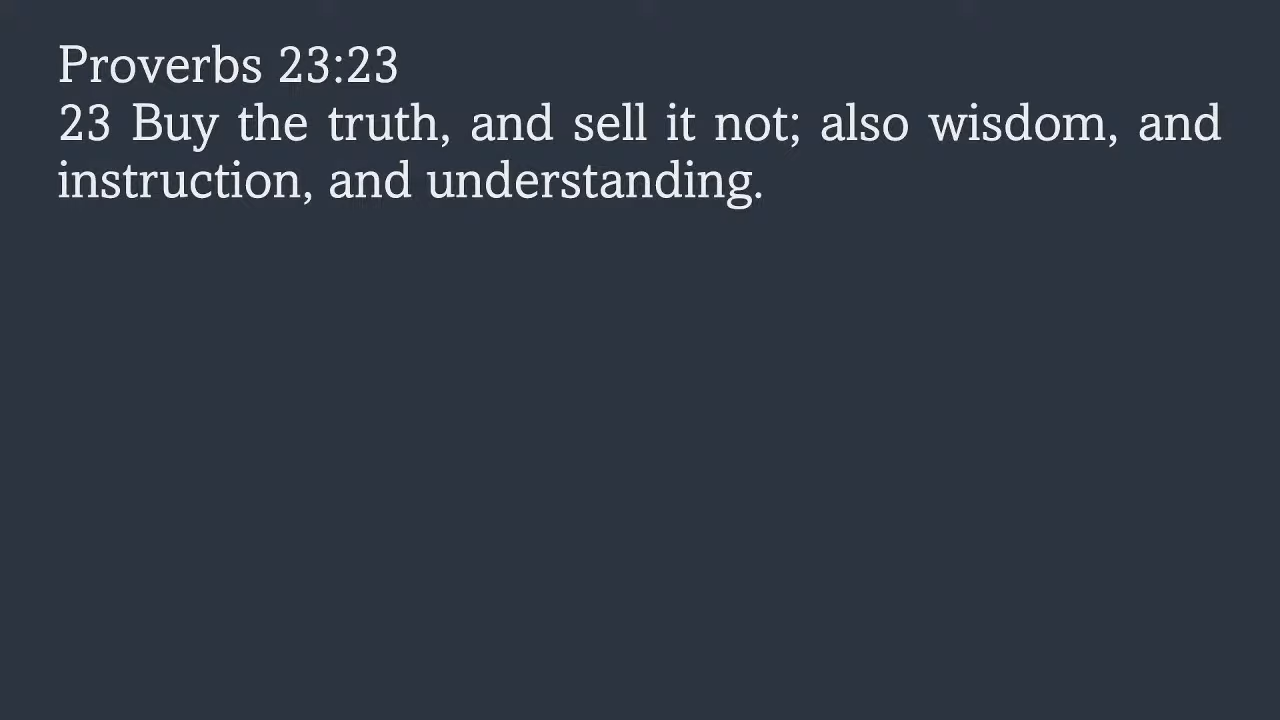 Proverbs 23:23
23 Buy the truth, and sell it not; also wisdom, and
instruction, and understanding.